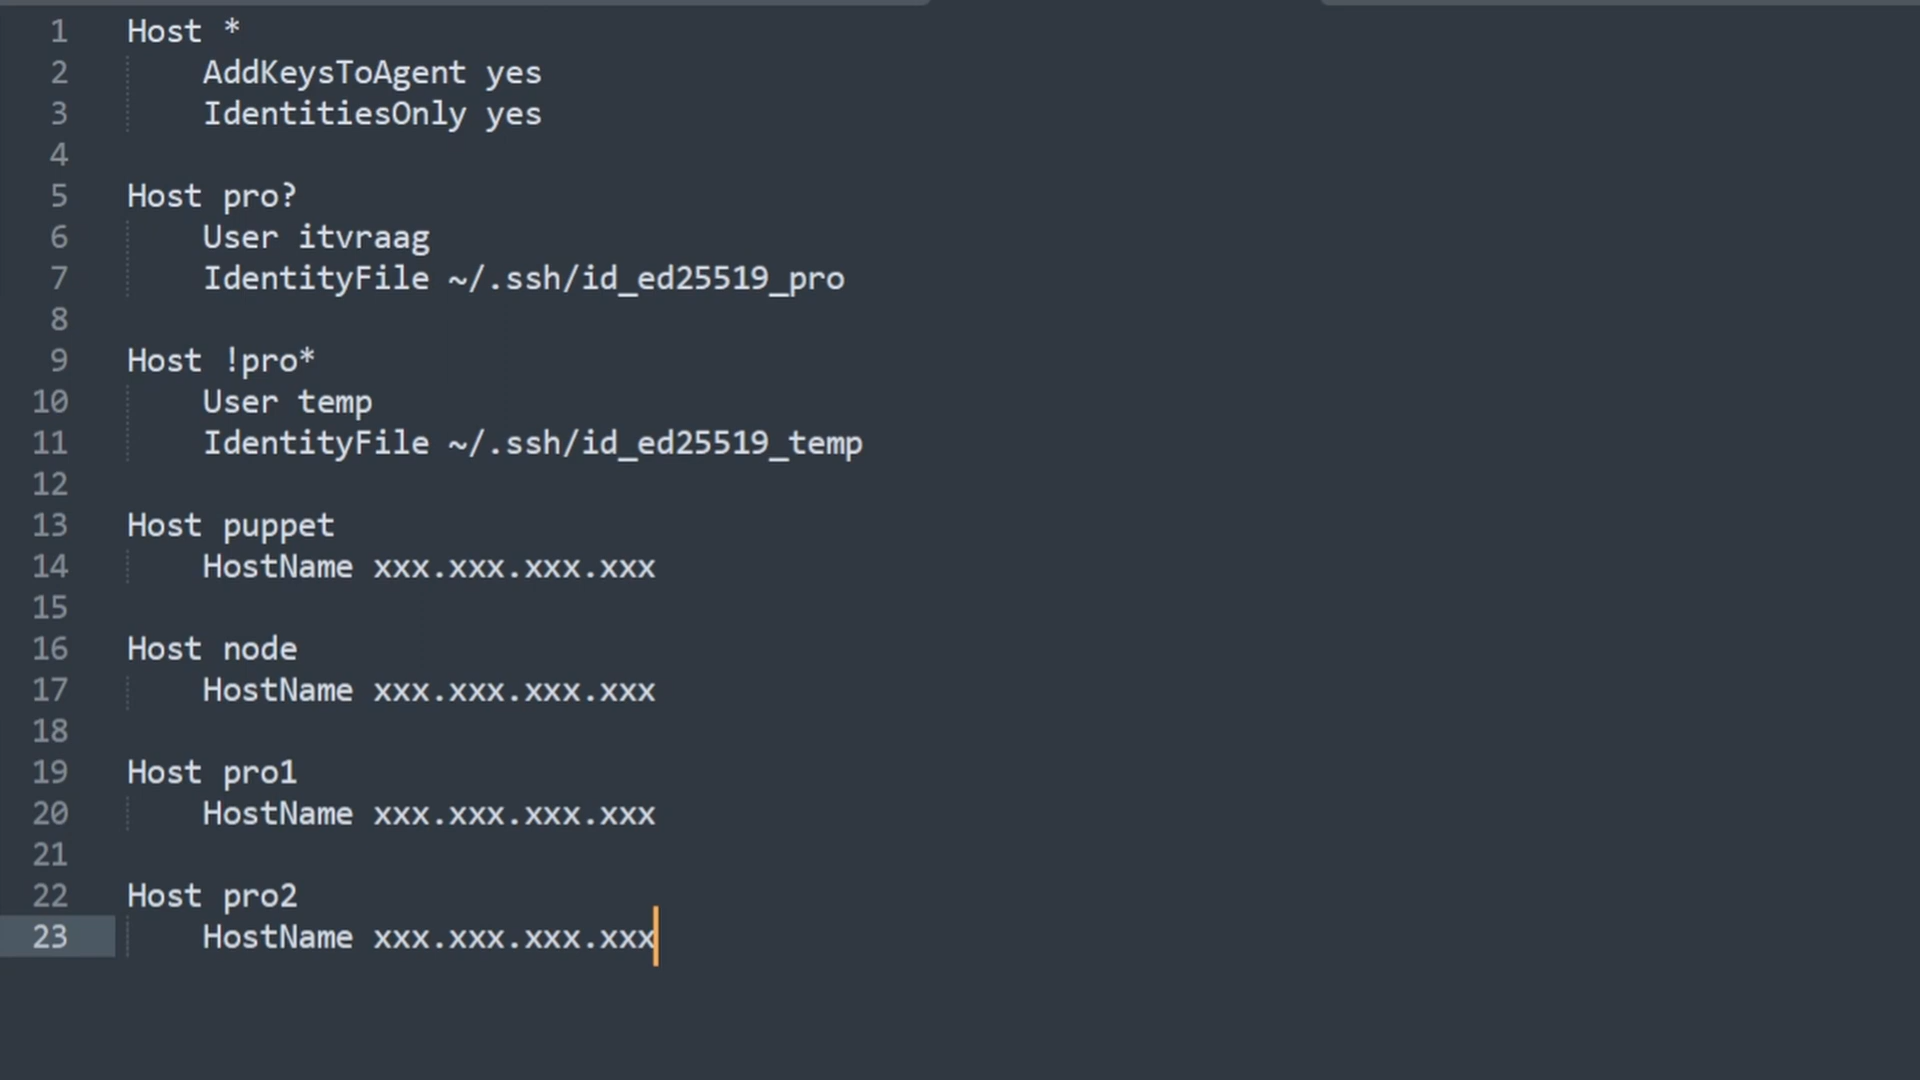 1 Host *
2 AddKeysToAgent yes
3 IdentitiesOnly yes
4
5 Host pro?
6 User itvraag
7 IdentityFile ~/.ssh/id_ed25519_pro
8
9 Host !pro*
10 User temp
11 IdentityFile ~/.ssh/id_ed25519_temp
12
13 Host puppet
14 HostName xxx.xxx.xxx.xxx
15
16 Host node
17 HostName xxx.xxx.xxx.xxx
18
19 Host pro1
20 HostName xxx.xxx.xxx.xxx
21
22 Host pro2
23 HostName xxx.xxx.xxx.xxx